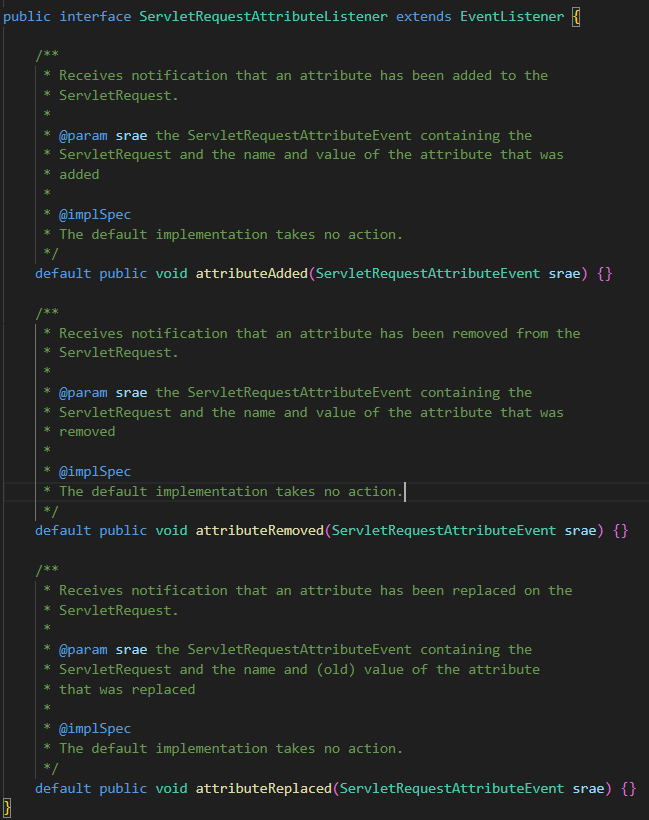 public interface ServletRequestAttributeListener extends EventListener {
/**
* Receives notification that an attribute has been added to the
* ServletRequest.
*
* @param srae the ServletRequestAttributeEvent containing the
* ServletRequest and the name and value of the attribute that was
* added
*
* @implSpec
* The default implementation takes no action.
*/
default public void attributeAdded(ServletRequestAttributeEvent srae) {}
/**
* Receives notification that an attribute has been removed from the
* ServletRequest.
*
* @param srae the ServletRequestAttributeEvent containing the
* ServletRequest and the name and value of the attribute that was
* removed
*
* @implSpec
* The default implementation takes no action.
*/
default public void attributeRemoved(ServletRequestAttributeEvent srae) {}
/**
* Receives notification that an attribute has been replaced on the
* ServletRequest.
*
* @param srae the ServletRequestAttributeEvent containing the
* ServletRequest and the name and (old) value of the attribute
* that was replaced
*
* @implSpec
* The default implementation takes no action.
*/
default public void attributeReplaced(ServletRequestAttributeEvent srae) {}
}